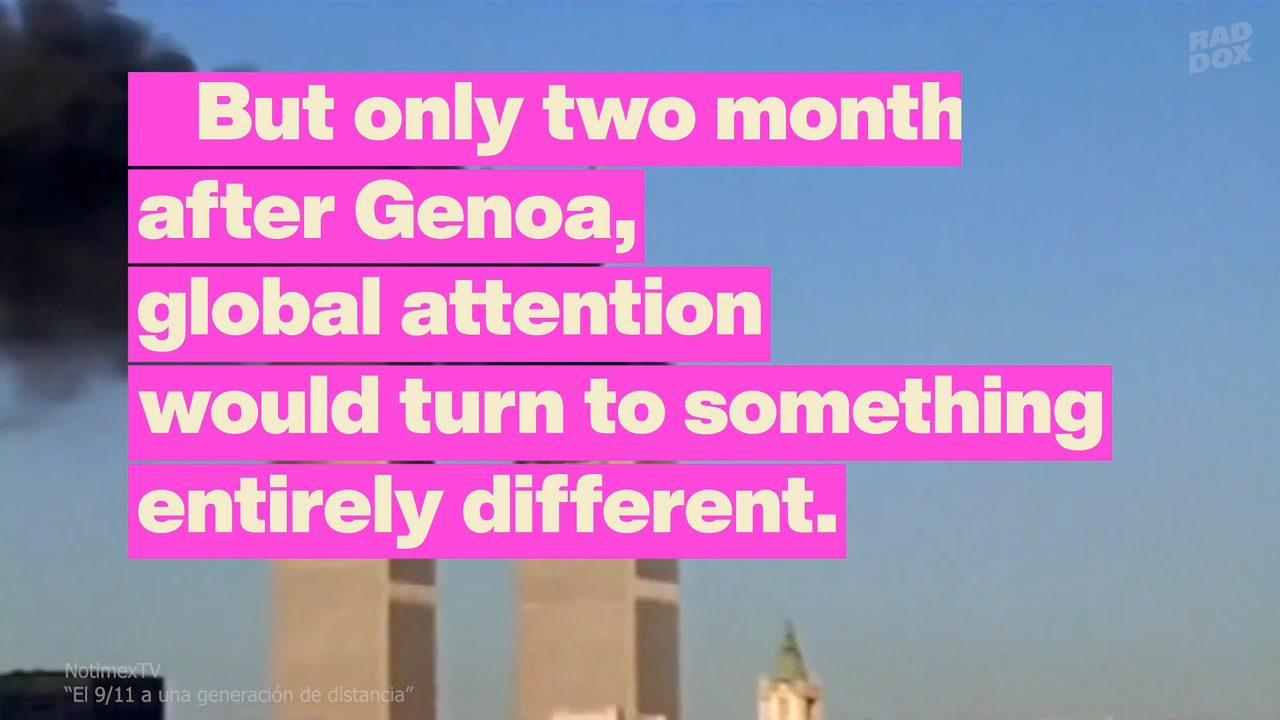 RAD
DOX
But only two month
after Genoa,
global attention
would turn to something
entirely different.
NotimexTV
“El 9/11 a una generación de distancia”